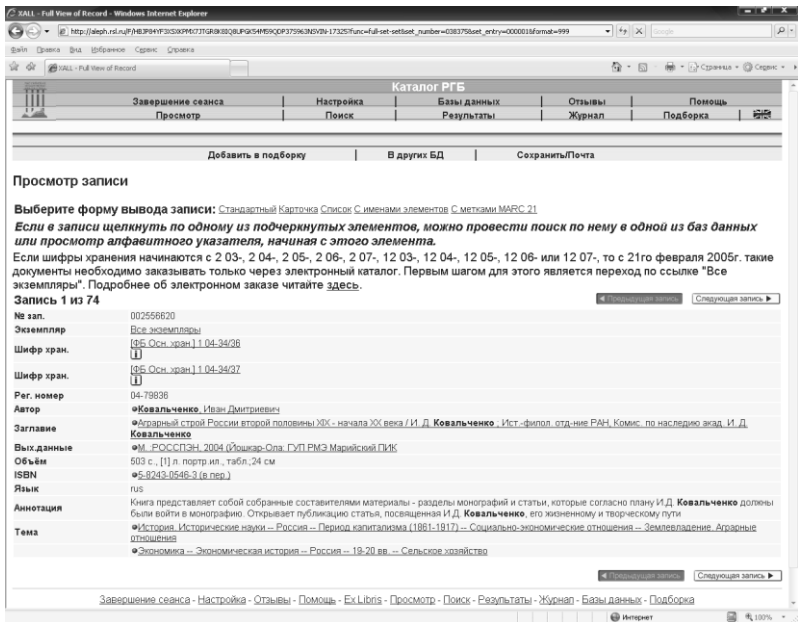 XALL - Full View of Record - Windows Internet Explorer
Google
Файл Правка Вид Избранное Сервис Справка
XALL - Full View of Record
Страница Сервис
Каталог РГБ
Завершение сеанса | Настройка | Базы данных | Отзывы | Помощь
Просмотр | Поиск | Результаты | Журнал | Подборка |
Добавить в подборку | В других БД | Сохранить/Почта
Просмотр записи
Выберите форму вывода записи: Стандартный Карточка Список С именами элементов С метками MARC 21
Если в записи щелкнуть по одному из подчеркнутых элементов, можно провести поиск по нему в одной из баз данных
или просмотр алфавитного указателя, начиная с этого элемента.
Если шифры хранения начинаются с 2 03-, 2 04-, 2 05-, 2 06-, 2 07-, 12 03-, 12 04-, 12 05-, 12 06- или 12 07-, то с 21го февраля 2005г. такие
документы необходимо заказывать только через электронный каталог. Первым шагом для этого является переход по ссылке "Все
экземпляры". Подробнее об электронном заказе читайте здесь.
Запись 1 из 74
Предыдущая запись Следующая запись
№ зап. 002556620
Экземпляр Все экземпляры
Шифр хран. [ФБ Осн. хран.] 1 04-34/36
Шифр хран. [ФБ Осн. хран.] 1 04-34/37
Рег. номер 04-79836
Автор Ковальченко, Иван Дмитриевич
Заглавие Аграрный строй России второй половины XIX - начала XX века / И. Д. Ковальченко ; Ист.-филол. отд-ние РАН, Комис. по наследию акад. И. Д.
Ковальченко
Вых.данные М. :РОССПЭН, 2004 (Йошкар-Ола: ГУП РМЭ Марийский ПИК
Объём 503 с., [1] л. портр.ил., табл.;24 см
ISBN 5-8243-0546-3 (в пер.)
Язык rus
Аннотация Книга представляет собой собранные составителями материалы - разделы монографий и статьи, которые согласно плану И.Д. Ковальченко должны
были войти в монографию. Открывает публикацию статья, посвященная И.Д. Ковальченко, его жизненному и творческому пути
Тема История. Исторические науки -- Россия -- Период капитализма (1861-1917) -- Социально-экономические отношения -- Землевладение. Аграрные
отношения
Экономика -- Экономическая история -- Россия -- 19-20 вв. -- Сельское хозяйство
Предыдущая запись Следующая запись
Завершение сеанса - Настройка - Отзывы - Помощь - Ex Libris - Просмотр - Поиск - Результаты - Журнал - Базы данных - Подборка
Интернет 100%